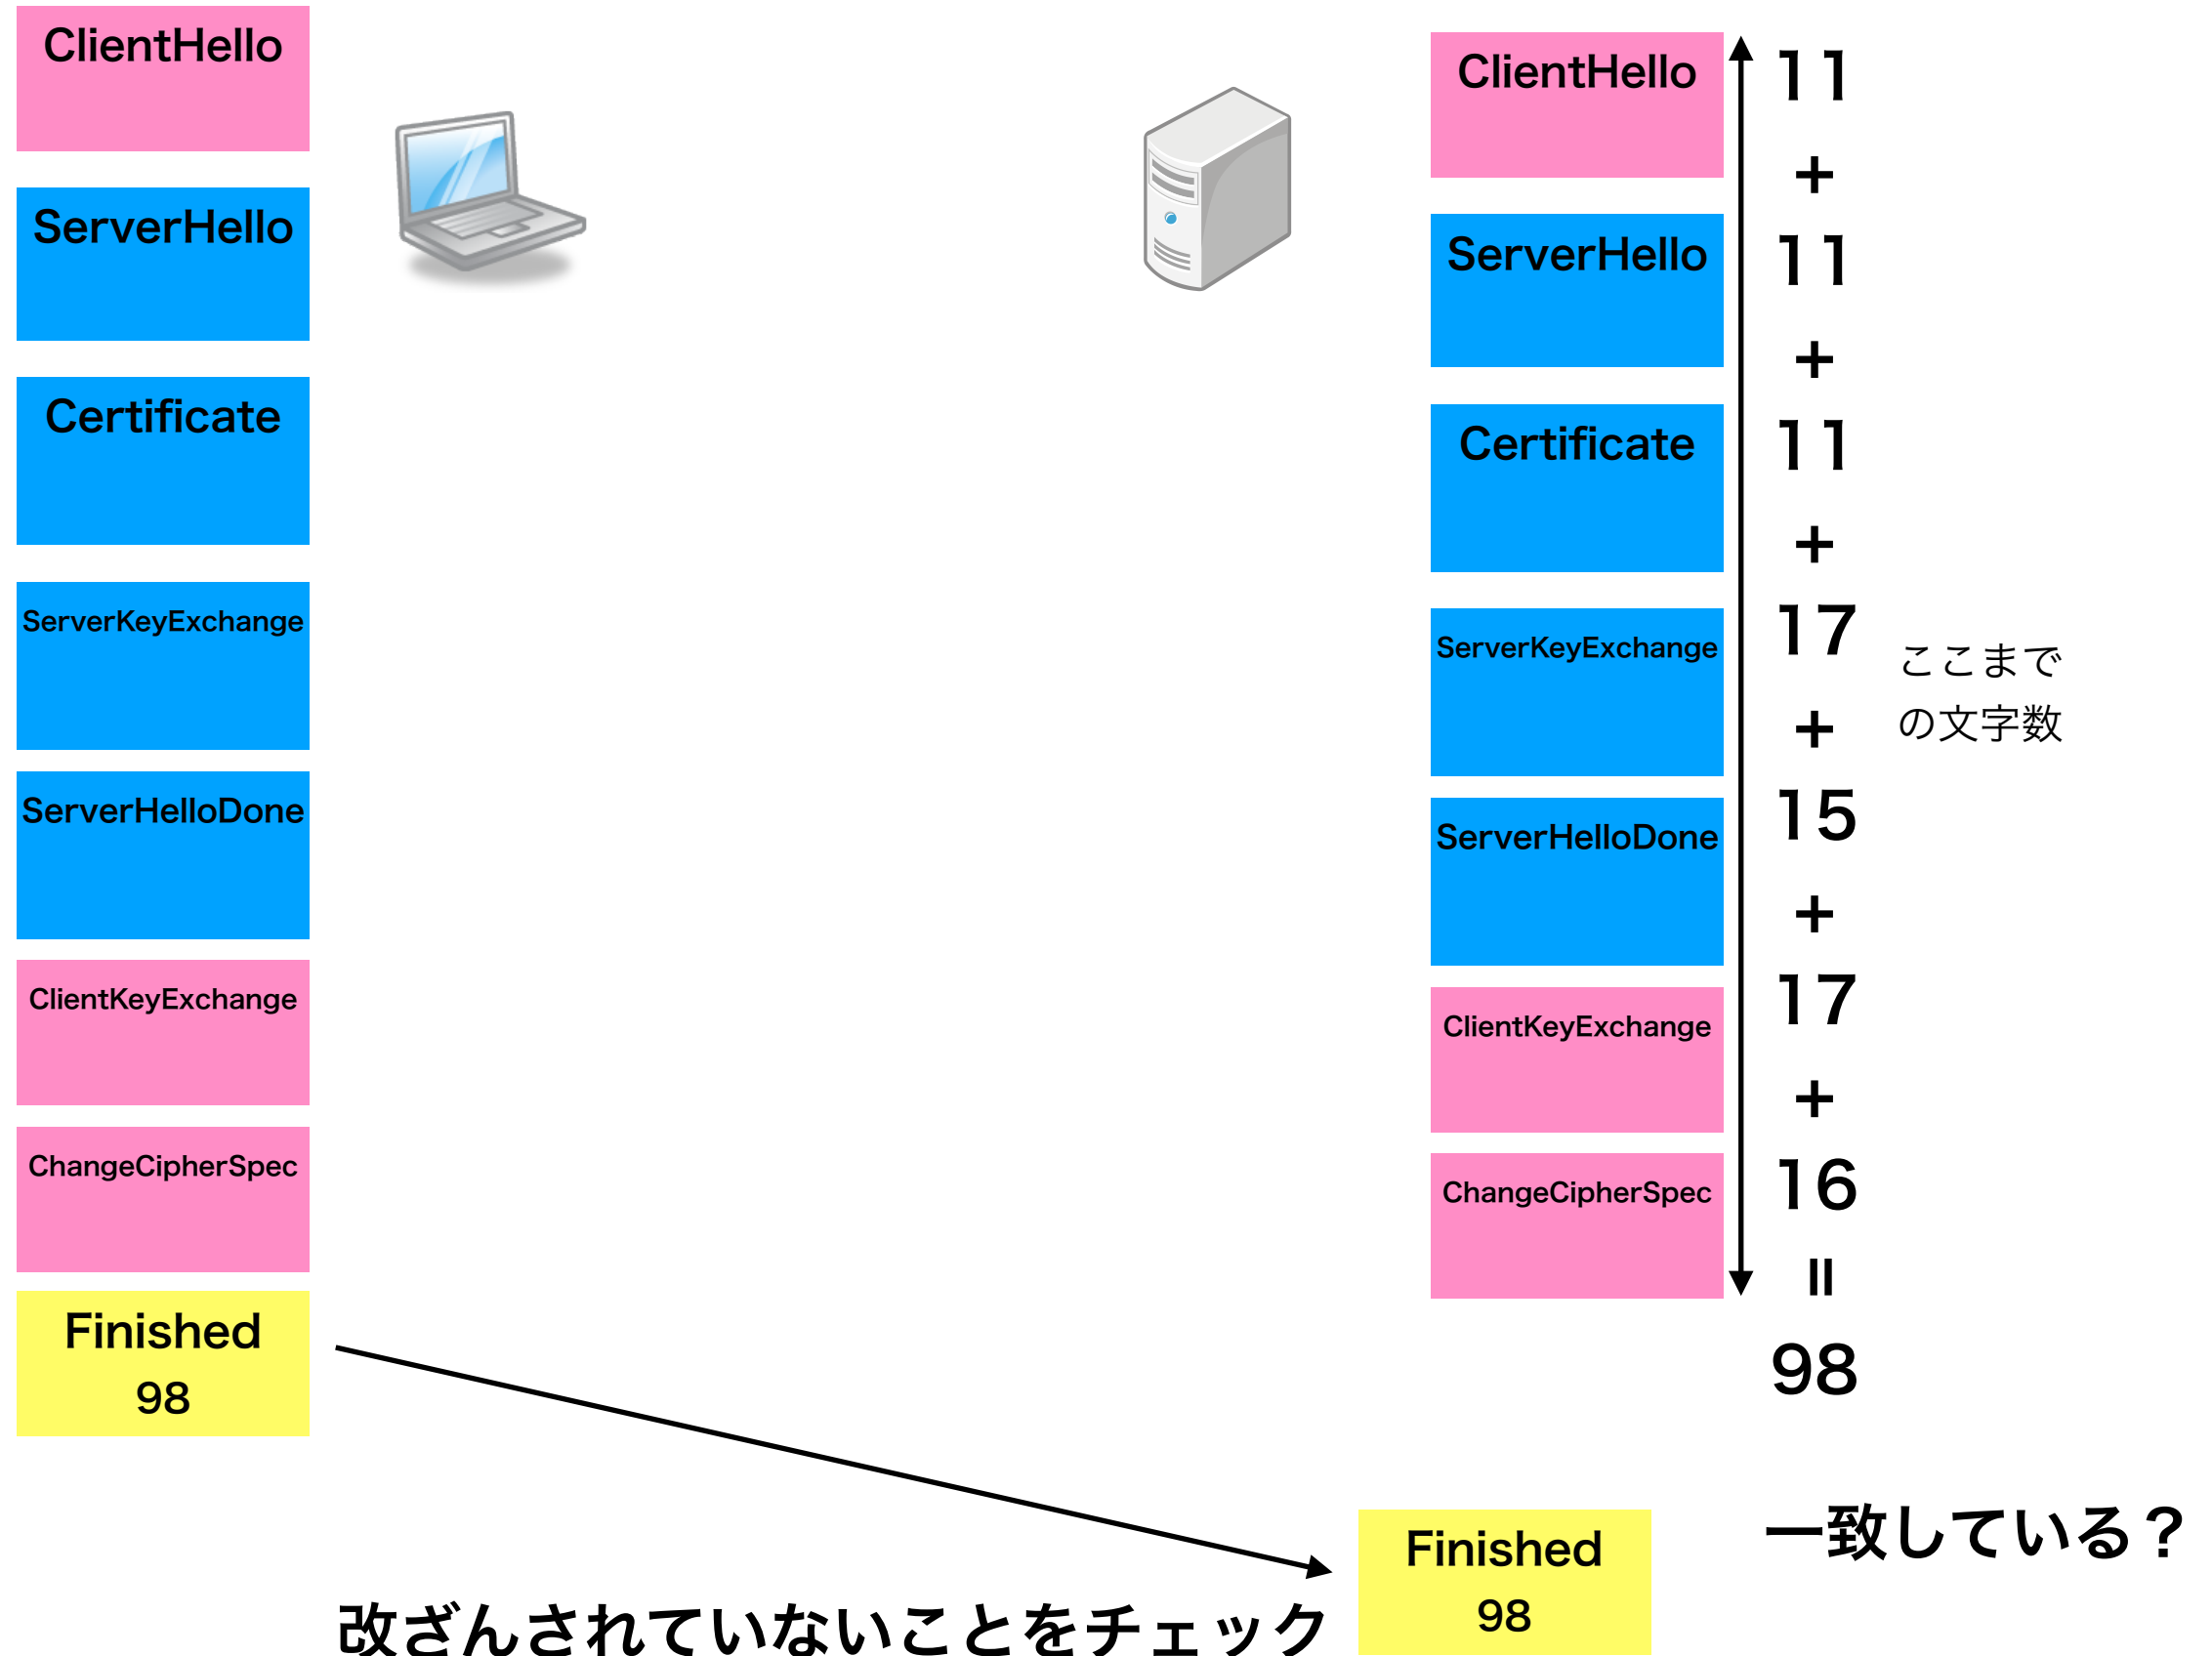 ClientHello
ServerHello
Certificate
ServerKeyExchange
ServerHelloDone
ClientKeyExchange
ChangeCipherSpec
Finished
98
ClientHello
ServerHello
Certificate
ServerKeyExchange
ServerHelloDone
ClientKeyExchange
ChangeCipherSpec
11
+
11
+
11
+
17
+
15
+
17
+
16
=
98
ここまで
の文字数
一致している？
Finished
98
改ざんされていないことをチェック